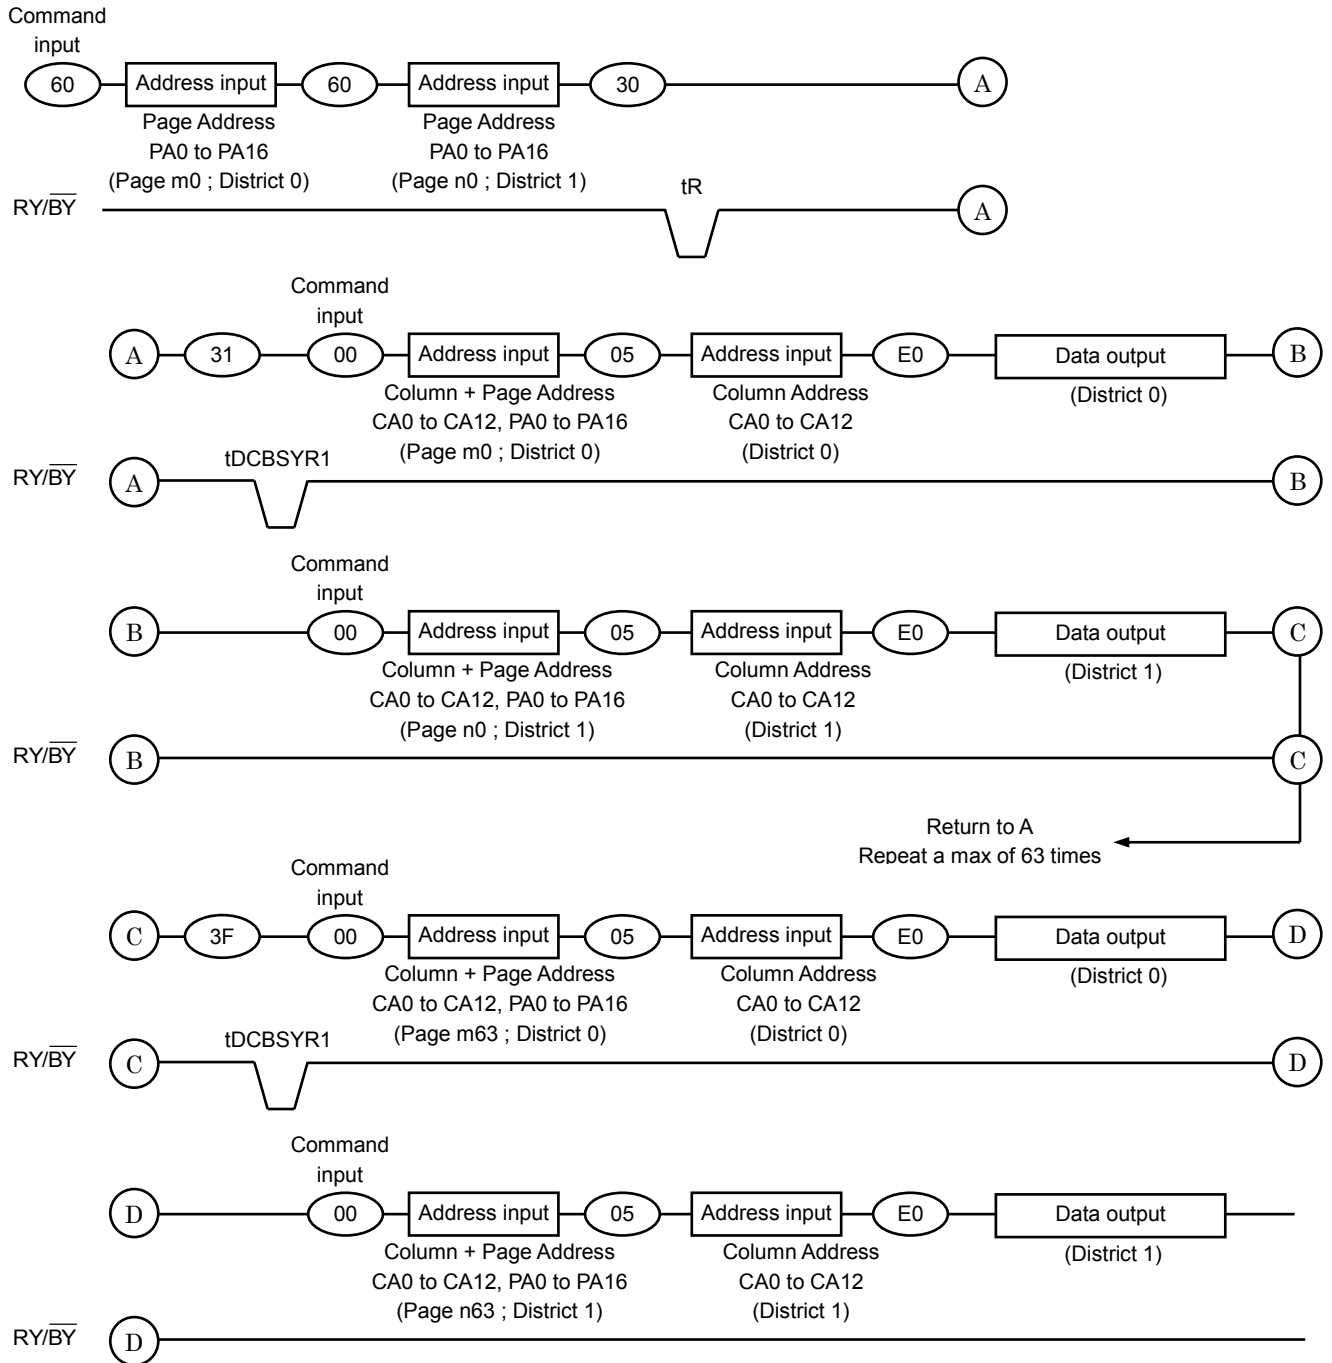 Command
input
60 Address input 60 Address input 30 A
Page Address Page Address
PA0 to PA16 PA0 to PA16
(Page m0 ; District 0) (Page n0 ; District 1)
tR
RY/BY A
Command
input
A 31 00 Address input 05 Address input E0 Data output B
Column + Page Address Column Address (District 0)
CA0 to CA12, PA0 to PA16 CA0 to CA12
(Page m0 ; District 0) (District 0)
tDCBSYR1
RY/BY A B
Command
input
B 00 Address input 05 Address input E0 Data output C
Column + Page Address Column Address (District 1)
CA0 to CA12, PA0 to PA16 CA0 to CA12
(Page n0 ; District 1) (District 1)
RY/BY B C
Return to A
Repeat a max of 63 times
Command
input
C 3F 00 Address input 05 Address input E0 Data output D
Column + Page Address Column Address (District 0)
CA0 to CA12, PA0 to PA16 CA0 to CA12
(Page m63 ; District 0) (District 0)
tDCBSYR1
RY/BY C D
Command
input
D 00 Address input 05 Address input E0 Data output
Column + Page Address Column Address (District 1)
CA0 to CA12, PA0 to PA16 CA0 to CA12
(Page n63 ; District 1) (District 1)
RY/BY D